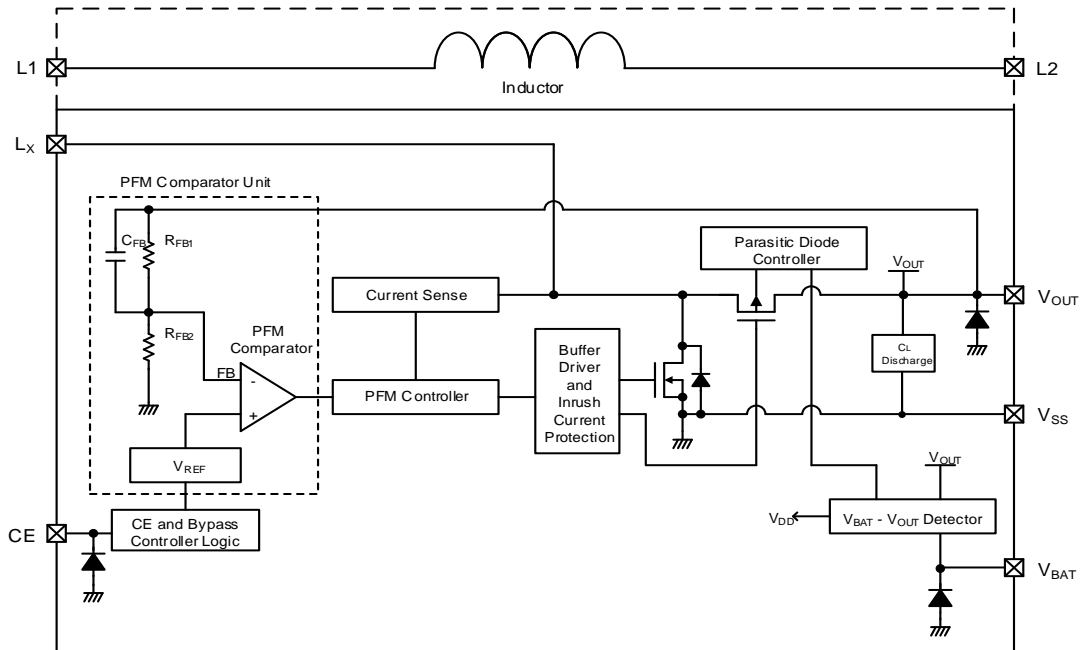 L1
L2
Inductor
LX
PFM Comparator Unit
CFB
RFB1
Parasitic Diode
Controller
VOUT
Current Sense
VOUT
RFB2
PFM
Comparator
Buffer
Driver
and
Inrush
Current
Protection
CL
Discharge
FB
-
+
PFM Controller
VSS
VREF
VOUT
CE
CE and Bypass
Controller Logic
VDD
VBAT - VOUT Detector
VBAT